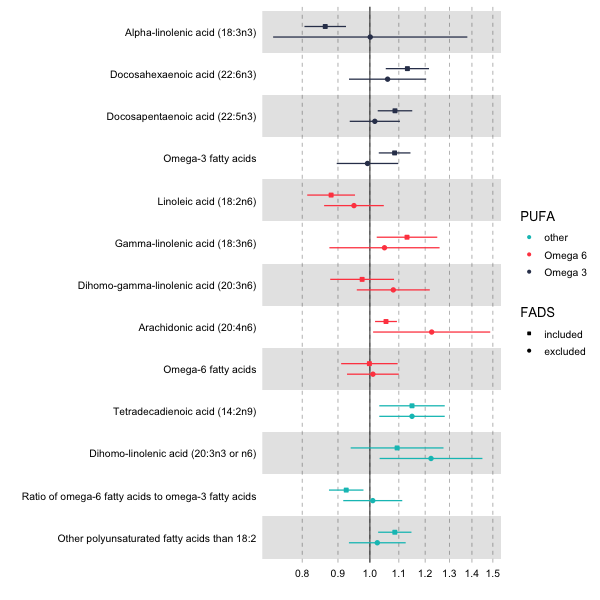 Alpha-linolenic acid (18:3n3)
Docosahexaenoic acid (22:6n3)
Docosapentaenoic acid (22:5n3)
Omega-3 fatty acids
Linoleic acid (18:2n6)
Gamma-linolenic acid (18:3n6)
Dihomo-gamma-linolenic acid (20:3n6)
Arachidonic acid (20:4n6)
Omega-6 fatty acids
Tetradecadienoic acid (14:2n9)
Dihomo-linolenic acid (20:3n3 or n6)
Ratio of omega-6 fatty acids to omega-3 fatty acids
Other polyunsaturated fatty acids than 18:2
0.8 0.9 1.0 1.1 1.2 1.3 1.4 1.5
PUFA
other
Omega 6
Omega 3
FADS
included
excluded